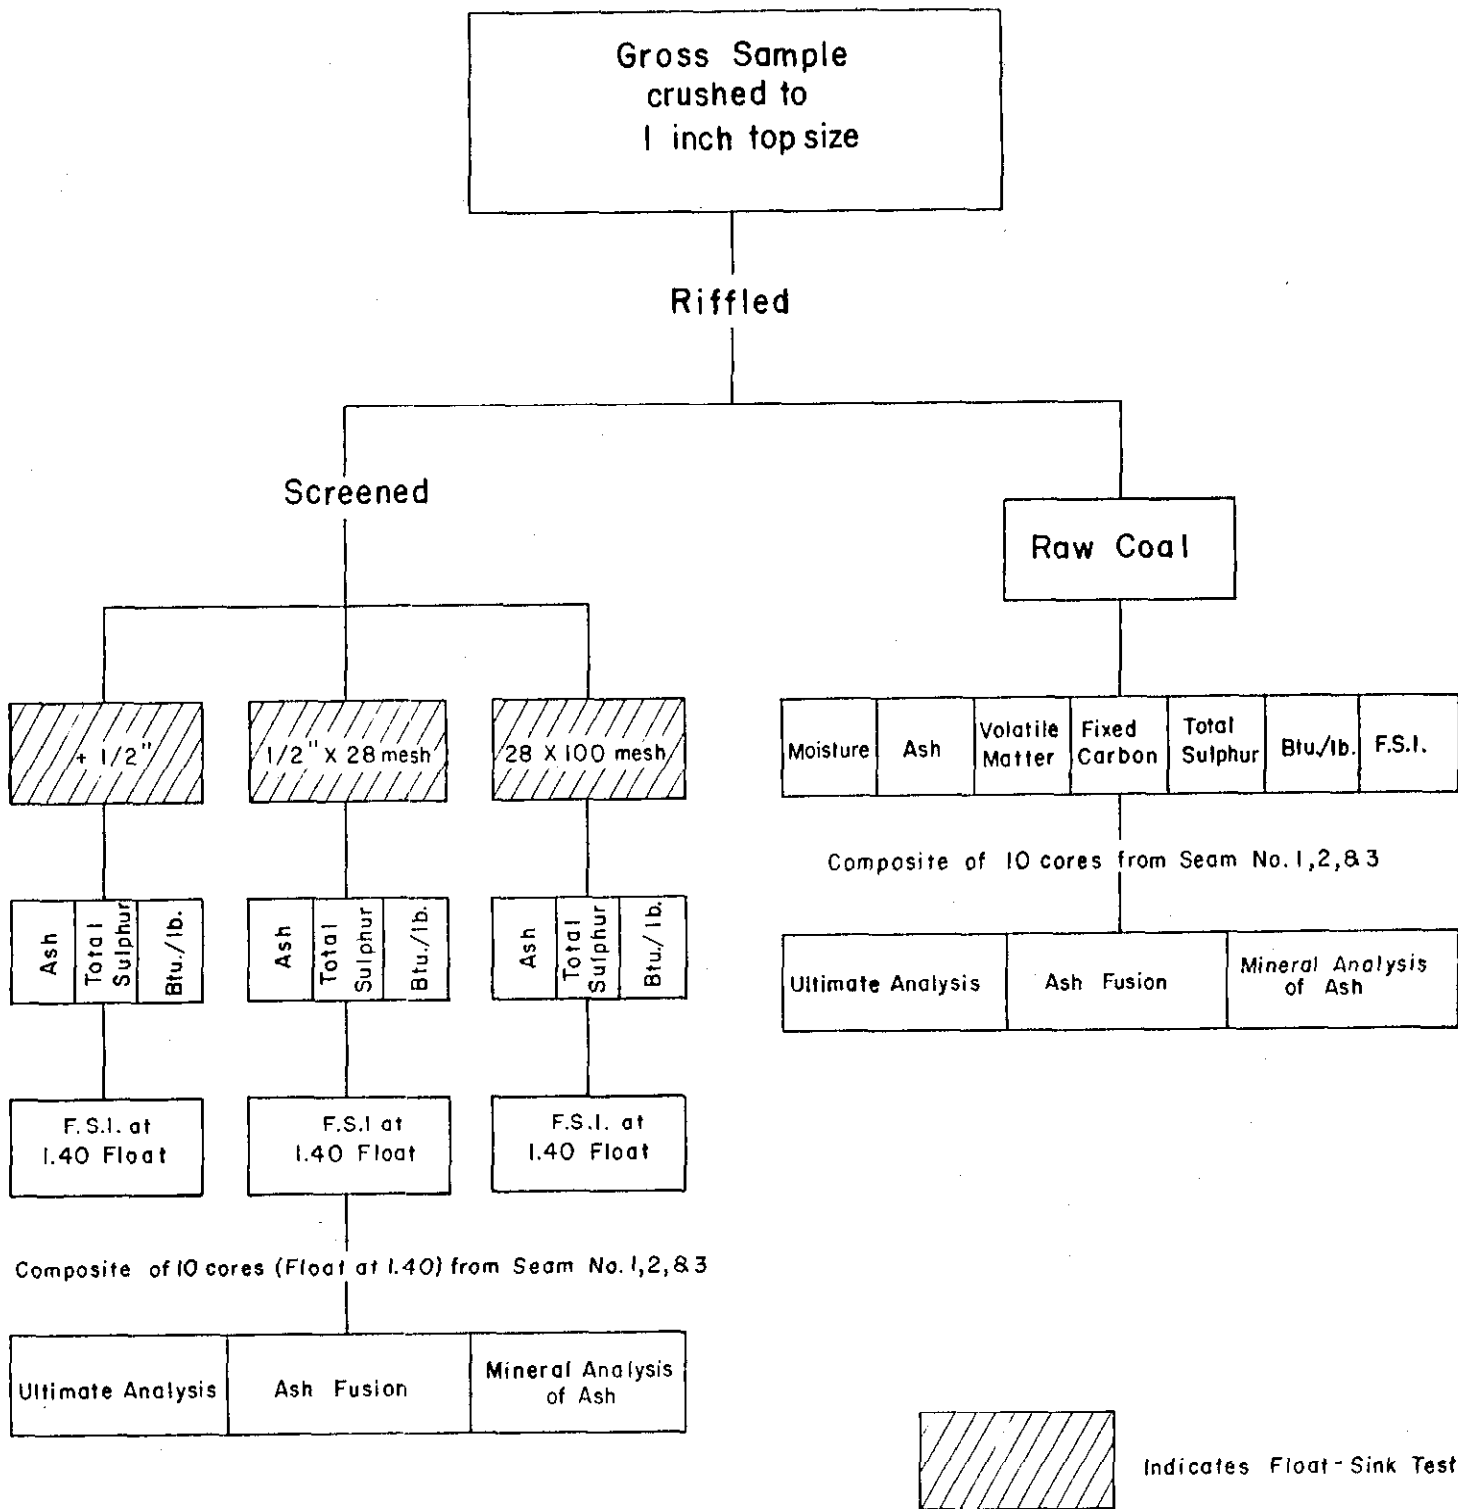 Gross Sample
crushed to
1 inch top size
Riffled
Screened
Raw Coal
+ 1/2"
1/2" X 28 mesh
28 X 100 mesh
Moisture
Ash
Volatile
Matter
Fixed
Carbon
Total
Sulphur
Btu./lb.
F.S.I.
Composite of 10 cores from Seam No. 1,2,&3
Ash
Total
Sulphur
Btu./lb.
Ash
Total
Sulphur
Btu./lb.
Ash
Total
Sulphur
Btu./lb.
Ultimate Analysis
Ash Fusion
Mineral Analysis
of Ash
F.S.I. at
1.40 Float
F.S.I at
1.40 Float
F.S.I. at
1.40 Float
Composite of 10 cores (Float at 1.40) from Seam No. 1,2,&3
Ultimate Analysis
Ash Fusion
Mineral Analysis
of Ash
Indicates Float-Sink Test